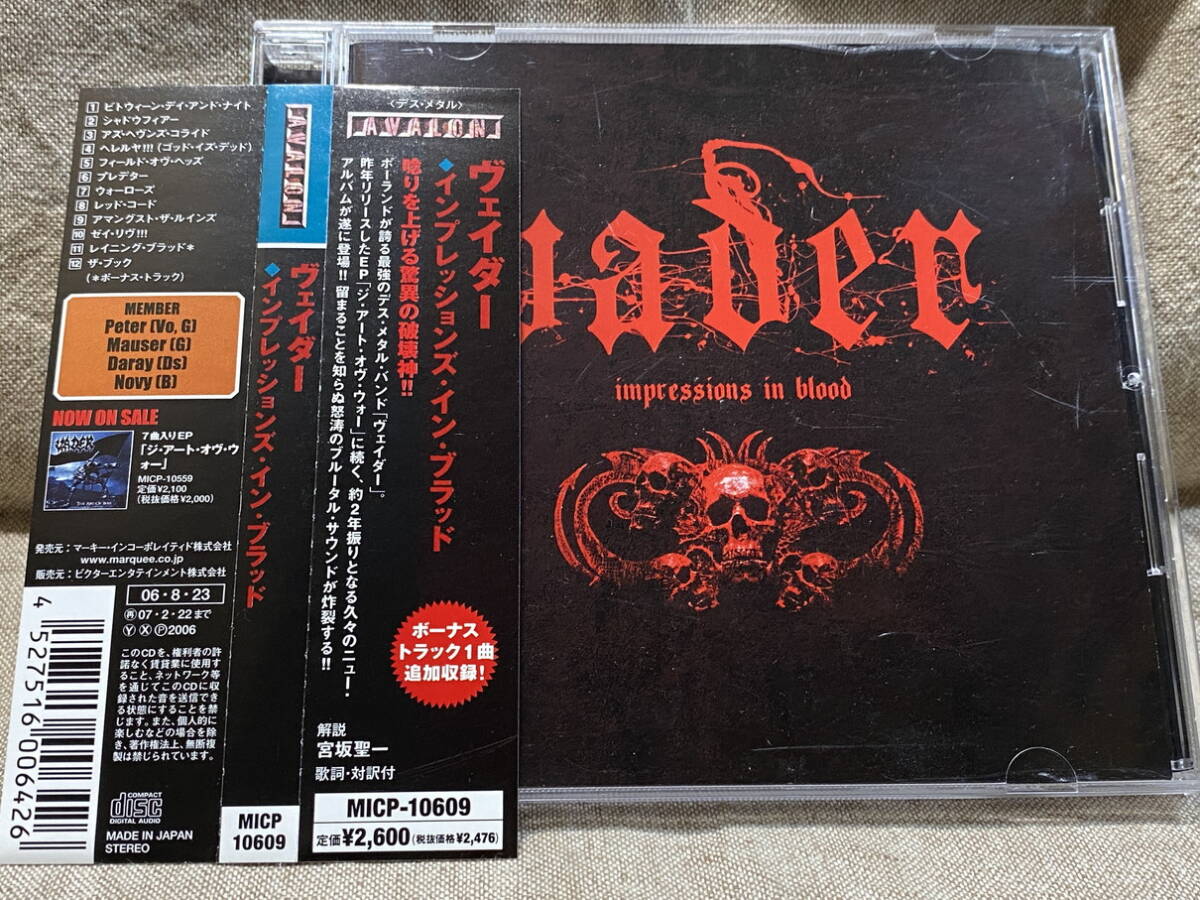 1 ビトウィーン・デイ・アンド・ナイト
2 シャドウフィアー
3 アズ・ヘヴンズ・コライド
4 ヘレルヤ!!!(ゴッド・イズ・デッド)
5 フィールド・オヴ・ヘッズ
6 プレデター
7 ウォーローズ
8 レッド・コード
9 アマングスト・ザ・ルインズ
10 ゼイ・リヴ!!!
11 レイニング・ブラッド*
12 ザ・ブック
(*ボーナス・トラック)
MEMBER
Peter (Vo, G)
Mauser (G)
Daray (Ds)
Novy (B)
NOW ON SALE
VADER
THE ART OF WAR
7曲入りEP
「ジ・アート・オヴ・ウォー」
MICP-10559
定価¥2,100
(税抜価格¥2,000)
発売元:マーキー・インコーポレイティド株式会社
www.marquee.co.jp
販売元:ビクターエンタテインメント株式会社
06・8・23
再07・2・22まで
Ⓨ Ⓧ Ⓟ2006
このCDを、権利者の許
諾なく賃貸業に使用す
ること、ネットワーク等
を通じてこのCDに収
録された音を送信でき
る状態にすることを禁
じます。また、個人的に
楽しむなどの場合を除
き、著作権法上、無断複
製は禁じられています。
4 527516 006426
COMPACT
disc
DIGITAL AUDIO
MADE IN JAPAN
STEREO
AVALON
ヴェイダー
◆インプレッションズ・イン・ブラッド
MICP
10609
〈デス・メタル〉
AVALON
ヴェイダー
◆インプレッションズ・イン・ブラッド
唸りを上げる驚異の破壊神!!
ポーランドが誇る最強のデス・メタル・バンド「ヴェイダー」。
昨年リリースしたEP「ジ・アート・オヴ・ウォー」に続く、約2年振りとなる久々のニュー・
アルバムが遂に登場!! 留まることを知らぬ怒涛のブルータル・サウンドが炸裂する!!
ボーナス
トラック1曲
追加収録!
解説
宮坂聖一
歌詞・対訳付
MICP-10609
定価¥2,600(税抜価格¥2,476)
vader
impressions in blood